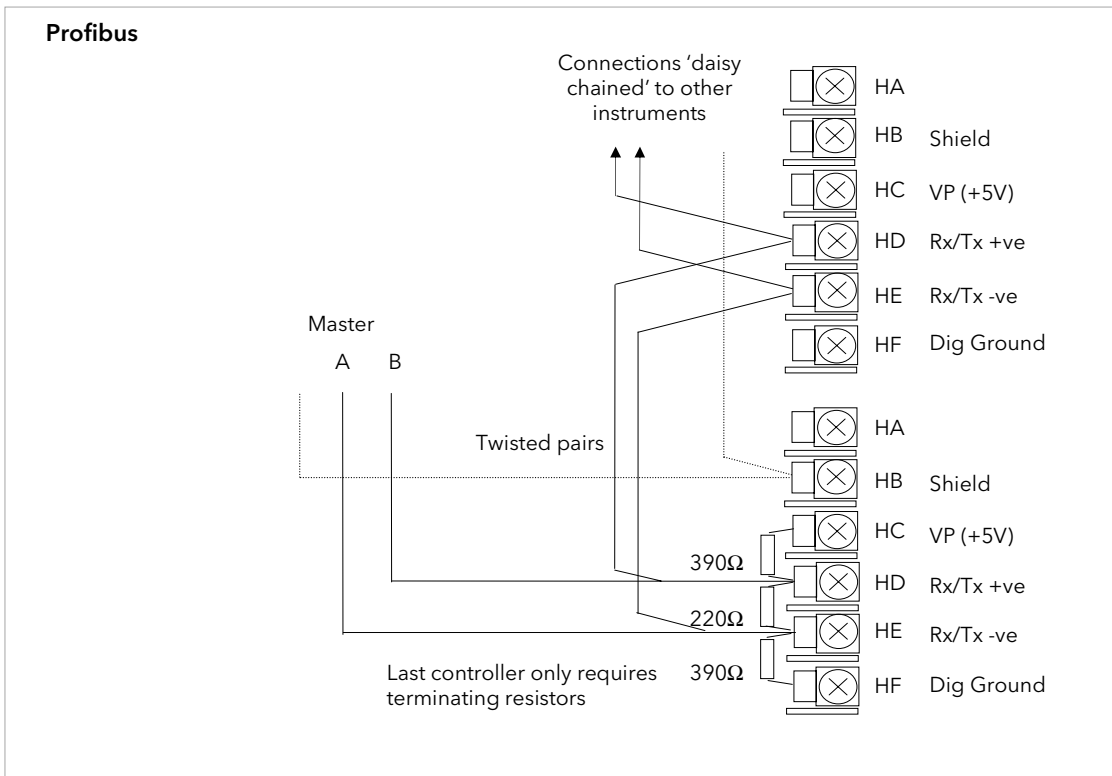 Profibus
Connections 'daisy
chained' to other
instruments
HA
HB Shield
HC VP (+5V)
HD Rx/Tx +ve
HE Rx/Tx -ve
HF Dig Ground
Master
A B
Twisted pairs
HA
HB Shield
HC VP (+5V)
390Ω
HD Rx/Tx +ve
220Ω
HE Rx/Tx -ve
390Ω
HF Dig Ground
Last controller only requires
terminating resistors